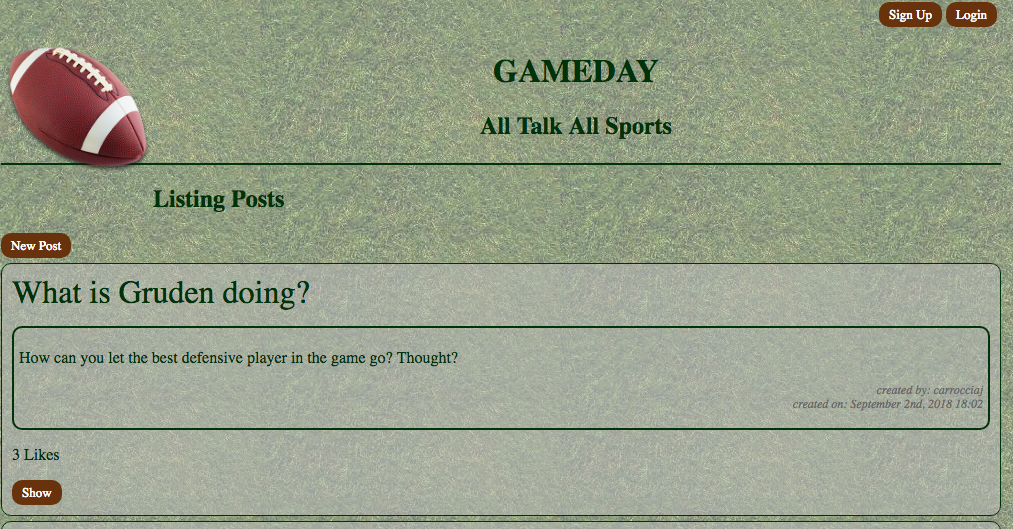 Sign Up Login
GAMEDAY
All Talk All Sports
Listing Posts
New Post
What is Gruden doing?
How can you let the best defensive player in the game go? Thought?
created by: carrocciaj
created on: September 2nd, 2018 18:02
3 Likes
Show